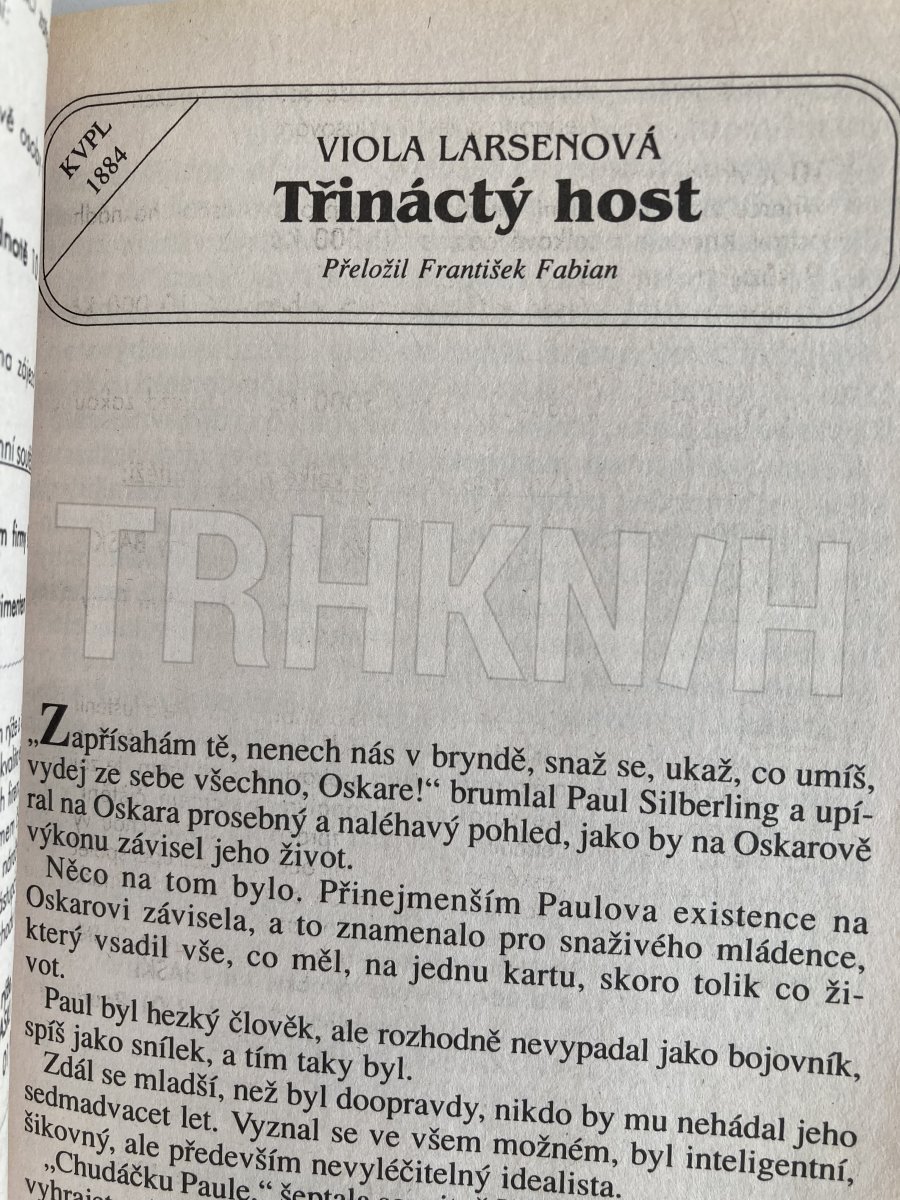 KVPL
1884
VIOLA LARSENOVÁ
Třináctý host
Přeložil František Fabian
TRHKNIH
„Zapřísahám tě, nenech nás v bryndě, snaž se, ukaž, co umíš,
vydej ze sebe všechno, Oskare!“ brumlal Paul Silberling a upí-
ral na Oskara prosebný a naléhavý pohled, jako by na Oskarově
výkonu závisel jeho život.
Něco na tom bylo. Přinejmenším Paulova existence na
Oskarovi závisela, a to znamenalo pro snaživého mládence,
který vsadil vše, co měl, na jednu kartu, skoro tolik co ži-
vot.
Paul byl hezký člověk, ale rozhodně nevypadal jako bojovník,
spíš jako snílek, a tím taky byl.
Zdál se mladší, než byl doopravdy, nikdo by mu nehádal jeho
sedmadvacet let. Vyznal se ve všem možném, byl inteligentní,
šikovný, ale především nevyléčitelný idealista.
„Chudáčku Paule,“ šeptala